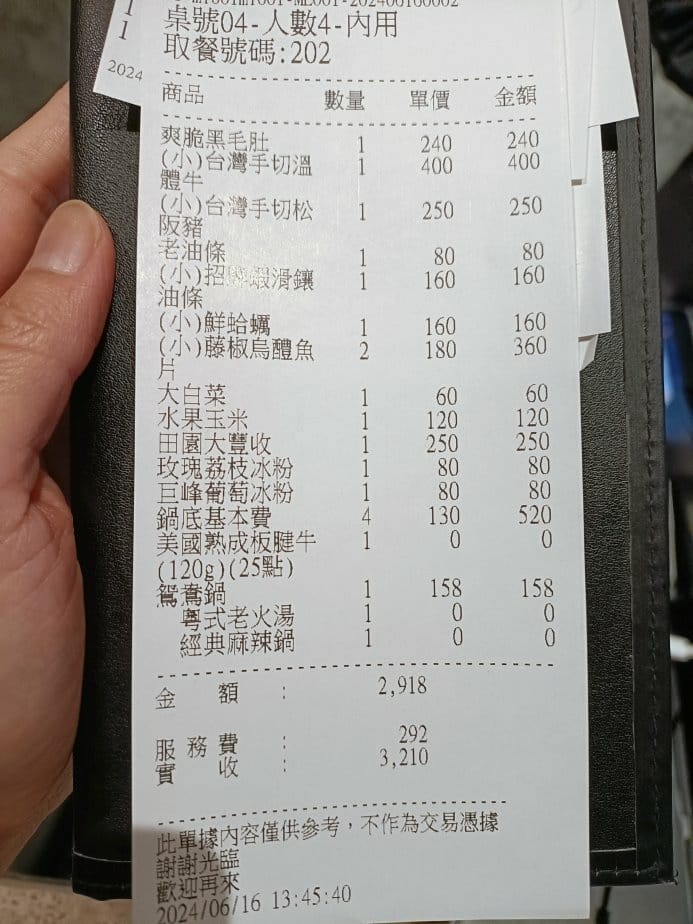 桌號04-人數4-內用
取餐號碼:202
2024
商品 數量 單價 金額
爽脆黑毛肚 1 240 240
(小)台灣手切溫 1 400 400
體牛
(小)台灣手切松 1 250 250
阪豬
老油條 1 80 80
(小)招牌蝦滑鑲 1 160 160
油條
(小)鮮蛤蠣 1 160 160
(小)藤椒烏醴魚 2 180 360
片
大白菜 1 60 60
水果玉米 1 120 120
田園大豐收 1 250 250
玫瑰荔枝冰粉 1 80 80
巨峰葡萄冰粉 1 80 80
鍋底基本費 4 130 520
美國熟成板腱牛 1 0 0
(120g)(25點)
鴛鴦鍋 1 158 158
粵式老火湯 1 0 0
經典麻辣鍋 1 0 0
金 額 : 2,918
服務費 : 292
實 收 : 3,210
此單據內容僅供參考，不作為交易憑據
謝謝光臨
歡迎再來
2024/06/16 13:45:40